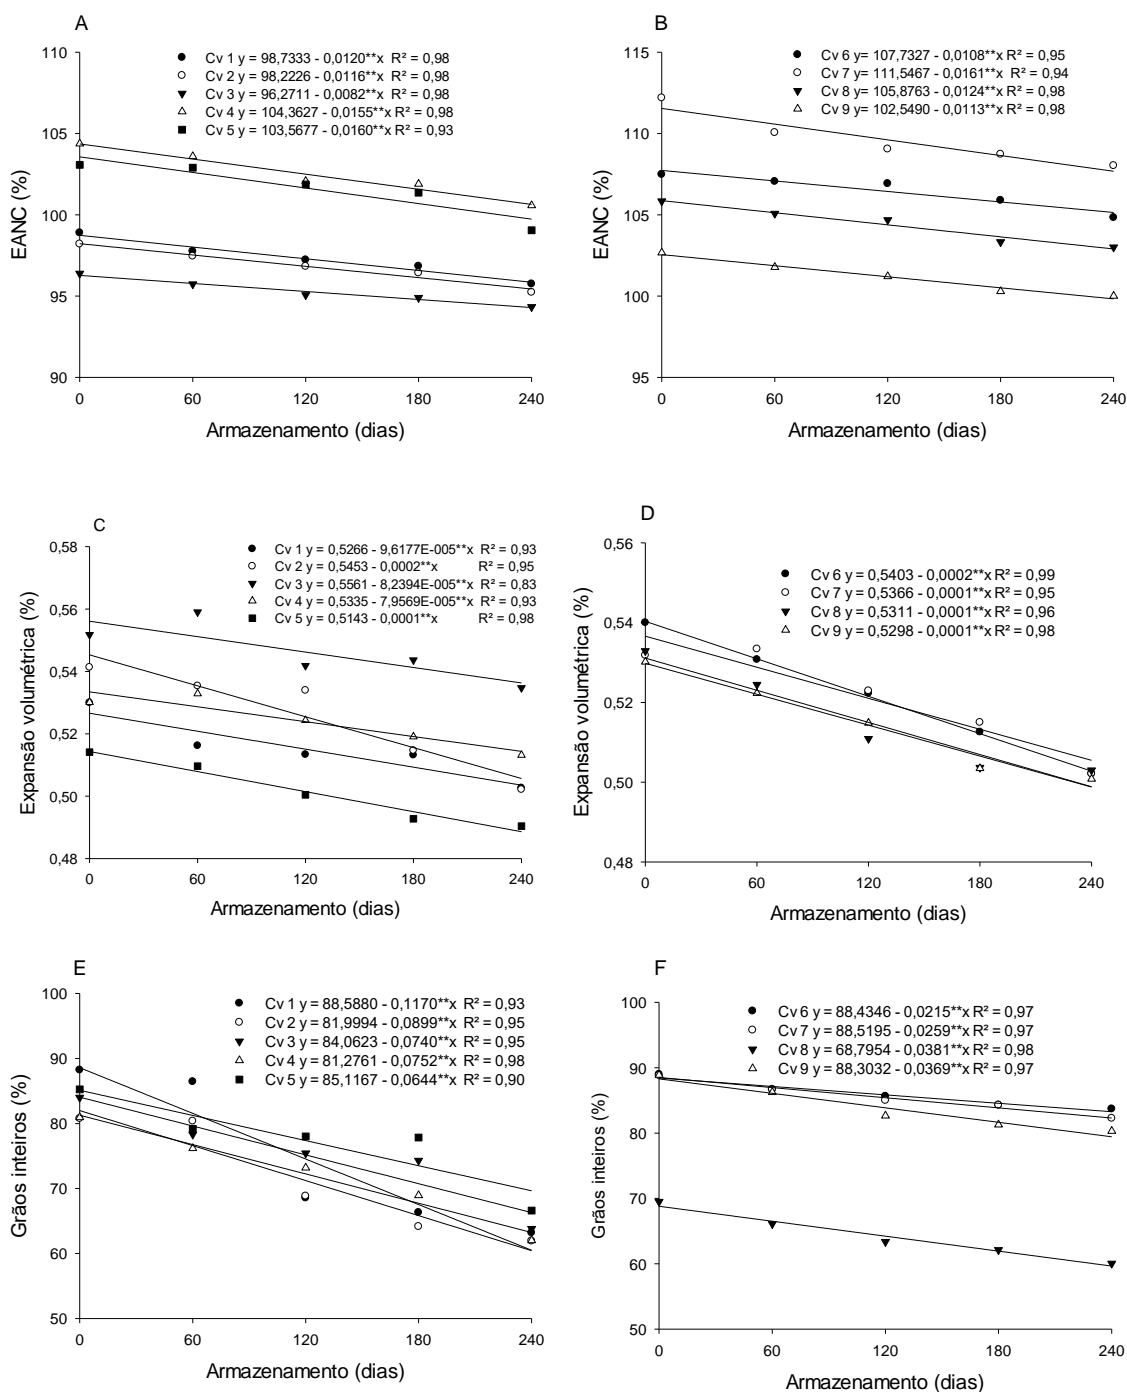 A
Cv 1 y = 98,7333 - 0,0120**x R² = 0,98
Cv 2 y = 98,2226 - 0,0116**x R² = 0,98
Cv 3 y = 96,2711 - 0,0082**x R² = 0,98
Cv 4 y = 104,3627 - 0,0155**x R² = 0,98
Cv 5 y = 103,5677 - 0,0160**x R² = 0,93
110
105
100
95
90
EANC (%)
0 60 120 180 240
Armazenamento (dias)
B
Cv 6 y= 107,7327 - 0,0108**x R² = 0,95
Cv 7 y= 111,5467 - 0,0161**x R² = 0,94
Cv 8 y = 105,8763 - 0,0124**x R² = 0,98
Cv 9 y = 102,5490 - 0,0113**x R² = 0,98
115
110
105
100
95
EANC (%)
0 60 120 180 240
Armazenamento (dias)
C
Cv 1 y = 0,5266 - 9,6177E-005**x R² = 0,93
Cv 2 y = 0,5453 - 0,0002**x R² = 0,95
Cv 3 y = 0,5561 - 8,2394E-005**x R² = 0,83
Cv 4 y = 0,5335 - 7,9569E-005**x R² = 0,93
Cv 5 y = 0,5143 - 0,0001**x R² = 0,98
0,58
0,56
0,54
0,52
0,50
0,48
Expansão volumétrica (%)
0 60 120 180 240
Armazenamento (dias)
D
Cv 6 y = 0,5403 - 0,0002**x R² = 0,99
Cv 7 y = 0,5366 - 0,0001**x R² = 0,95
Cv 8 y = 0,5311 - 0,0001**x R² = 0,96
Cv 9 y = 0,5298 - 0,0001**x R² = 0,98
0,56
0,54
0,52
0,50
0,48
Expansão volumétrica (%)
0 60 120 180 240
Armazenamento (dias)
E
Cv 1 y = 88,5880 - 0,1170**x R² = 0,93
Cv 2 y = 81,9994 - 0,0899**x R² = 0,95
Cv 3 y = 84,0623 - 0,0740**x R² = 0,95
Cv 4 y = 81,2761 - 0,0752**x R² = 0,98
Cv 5 y = 85,1167 - 0,0644**x R² = 0,90
100
90
80
70
60
50
Grãos inteiros (%)
0 60 120 180 240
Armazenamento (dias)
F
Cv 6 y = 88,4346 - 0,0215**x R² = 0,97
Cv 7 y = 88,5195 - 0,0259**x R² = 0,97
Cv 8 y = 68,7954 - 0,0381**x R² = 0,98
Cv 9 y = 88,3032 - 0,0369**x R² = 0,97
100
90
80
70
60
50
Grãos inteiros (%)
0 60 120 180 240
Armazenamento (dias)